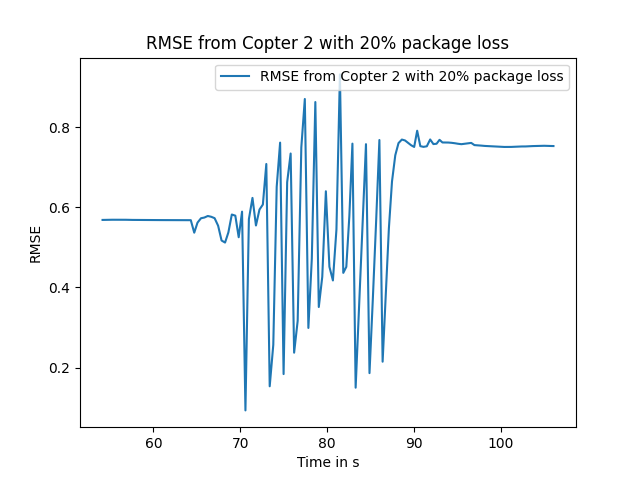 RMSE from Copter 2 with 20% package loss
RMSE from Copter 2 with 20% package loss
0.8
0.6
0.4
0.2
RMSE
60 70 80 90 100
Time in s